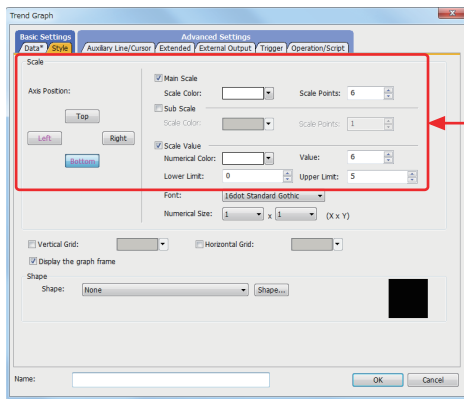 Trend Graph
Basic Settings Advanced Settings
Data* Style Auxilary Line/Cursor Extended External Output Trigger Operation/Script
Scale
Axis Position:
Top
Left Right
Bottom
Main Scale
Scale Color: Scale Points: 6
Sub Scale
Scale Color: Scale Points: 1
Scale Value
Numerical Color: Value: 6
Lower Limit: 0 Upper Limit: 5
Font: 16dot Standard Gothic
Numerical Size: 1 x 1 (X x Y)
Vertical Grid: Horizontal Grid:
Display the graph frame
Shape
Shape: None Shape...
Name: OK Cancel